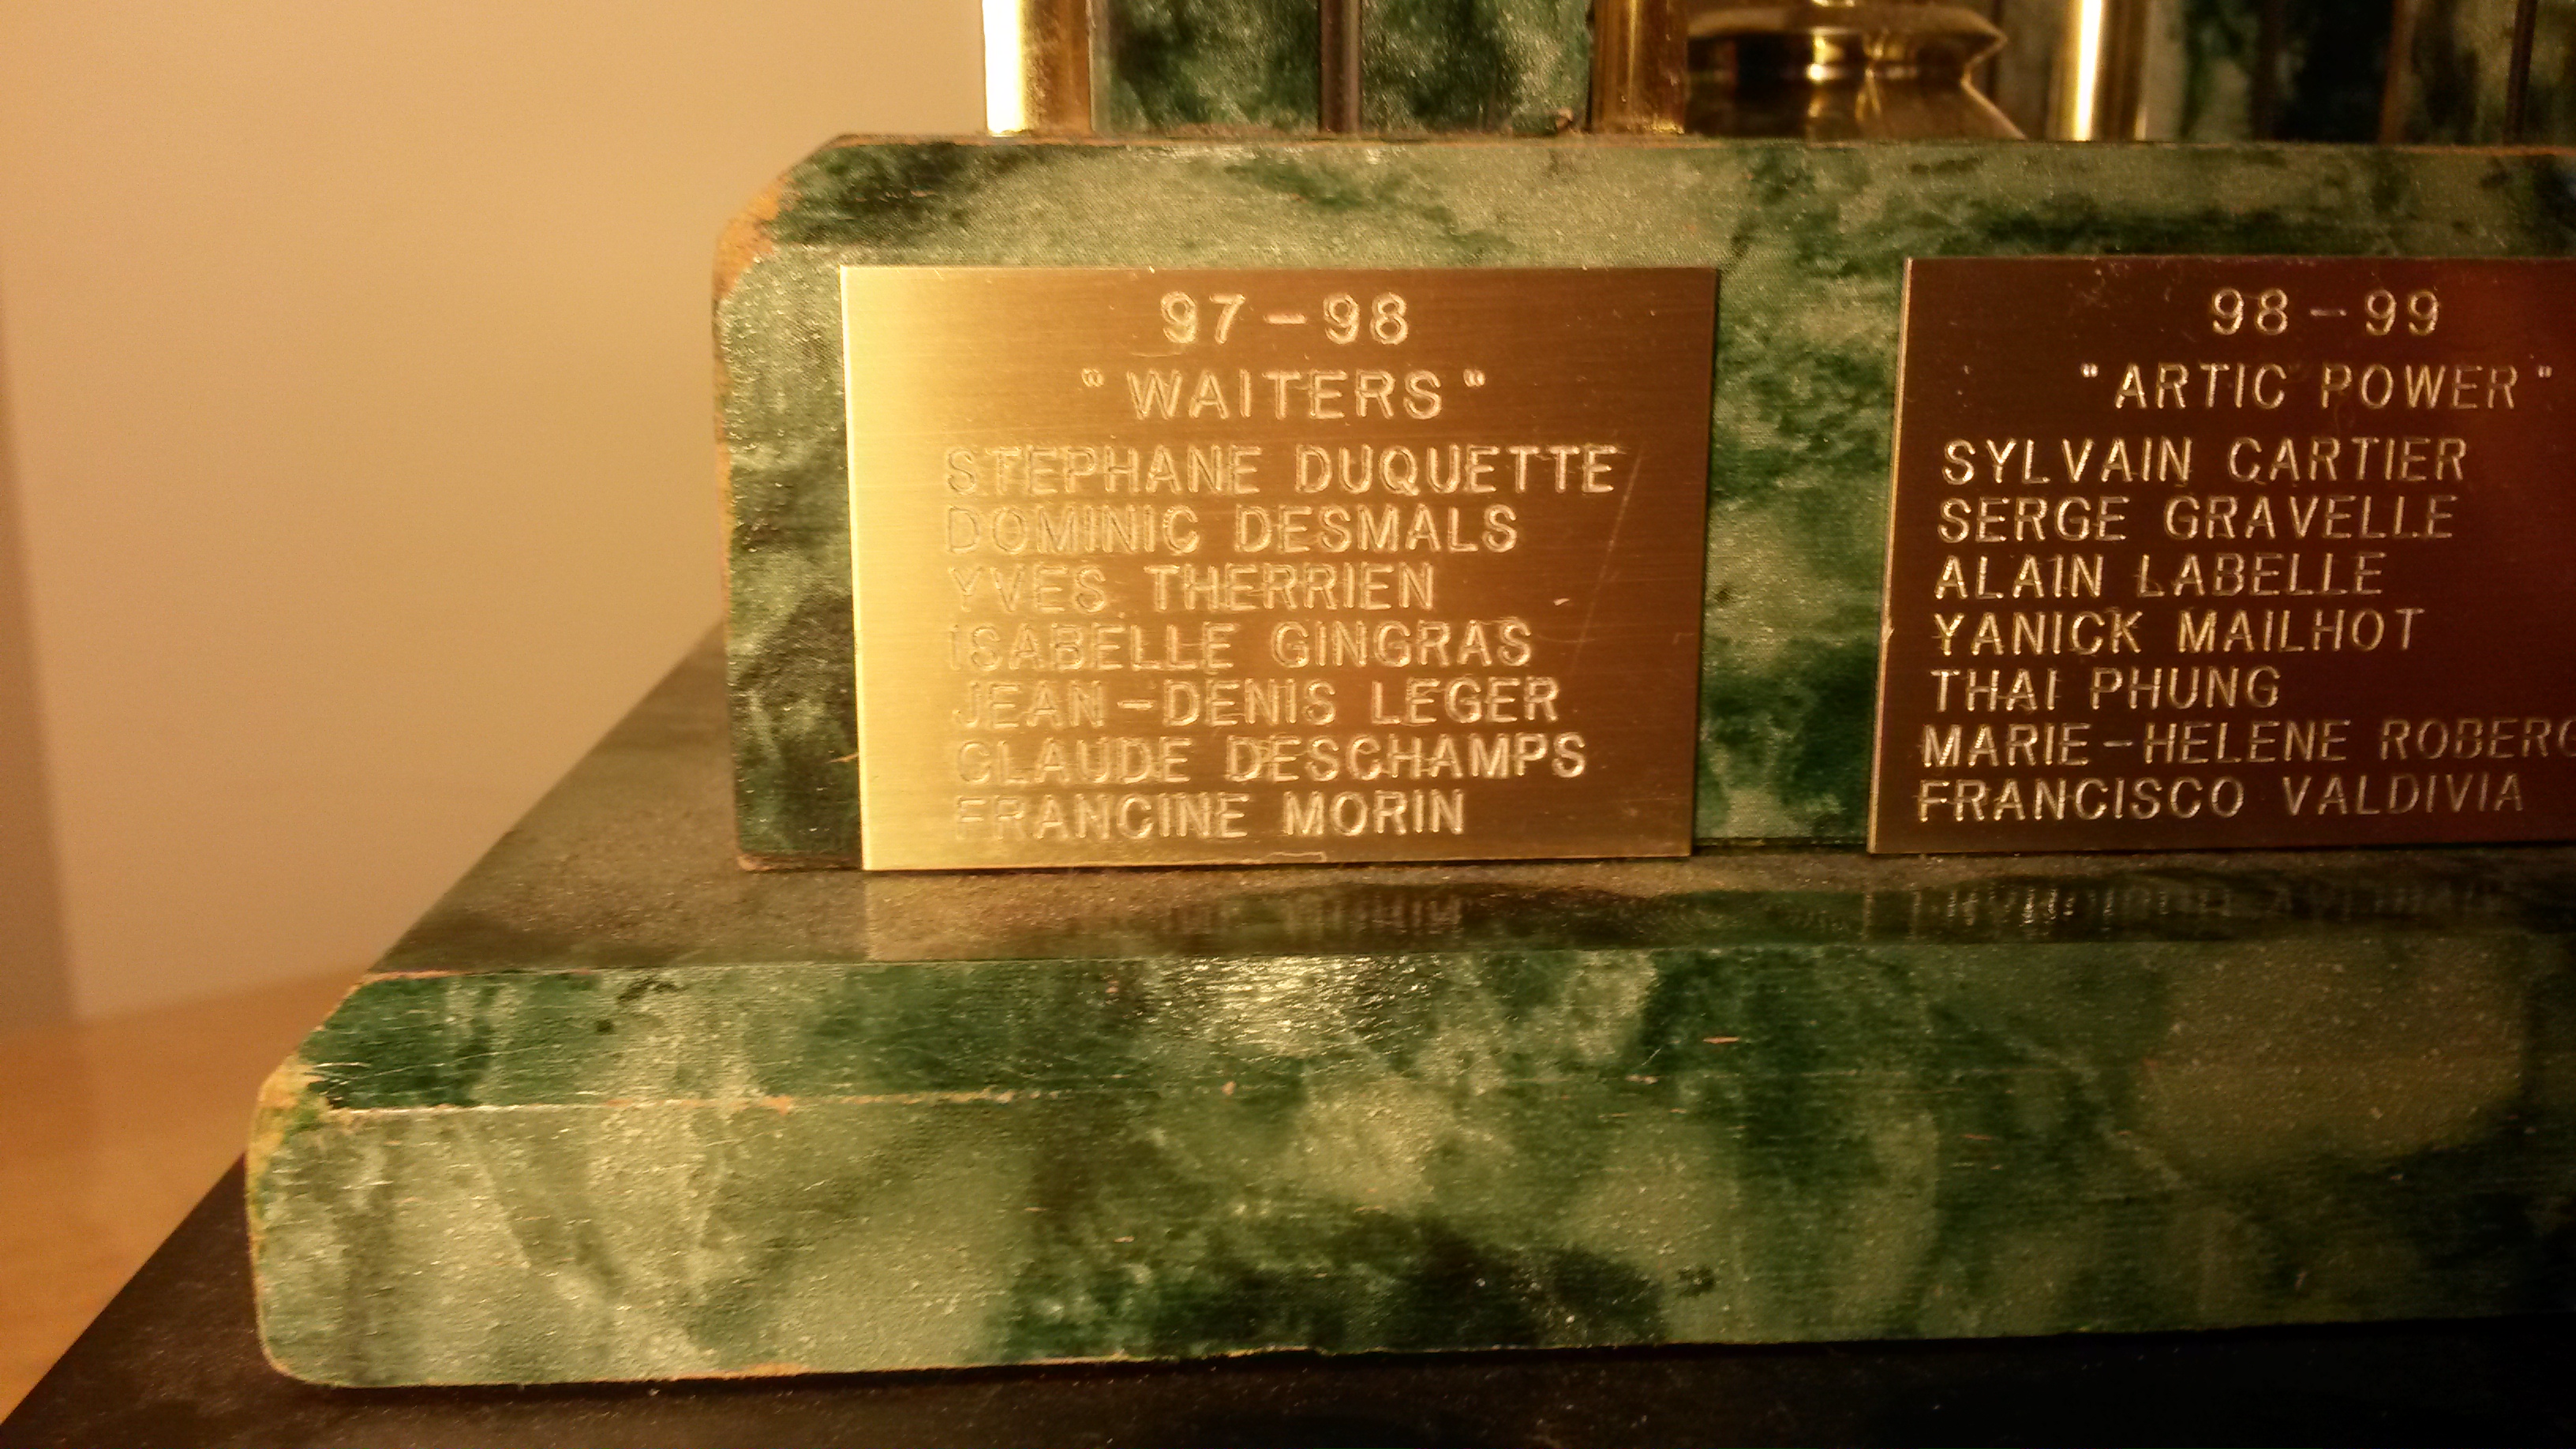 97-98
"WAITERS"
STEPHANE DUQUETTE
DOMINIC DESMALS
YVES THERRIEN
ISABELLE GINGRAS
JEAN-DENIS LEGER
CLAUDE DESCHAMPS
FRANCINE MORIN
98-99
"ARTIC POWER"
SYLVAIN CARTIER
SERGE GRAVELLE
ALAIN LABELLE
YANICK MAILHOT
THAI PHUNG
MARIE-HELENE
FRANCISCO VALDIVIA